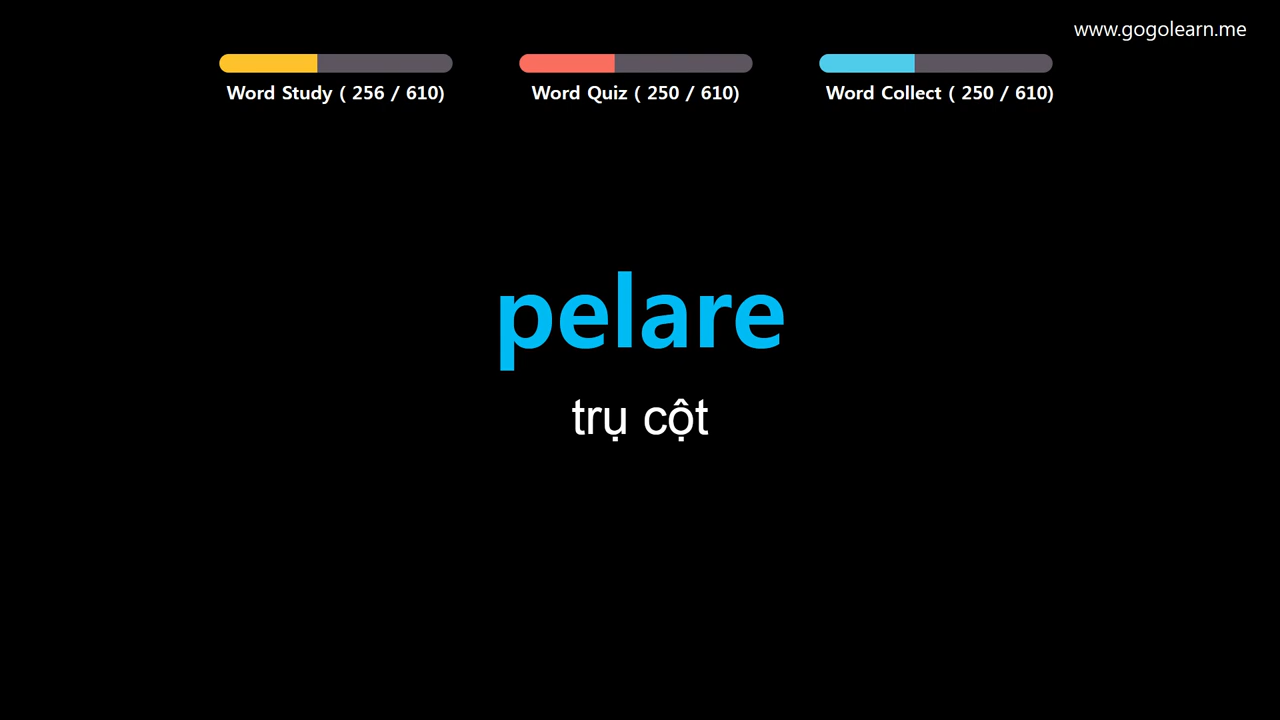 www.gogolearn.me
Word Study ( 256 / 610)
Word Quiz ( 250 / 610)
Word Collect ( 250 / 610)
pelare
trụ cột